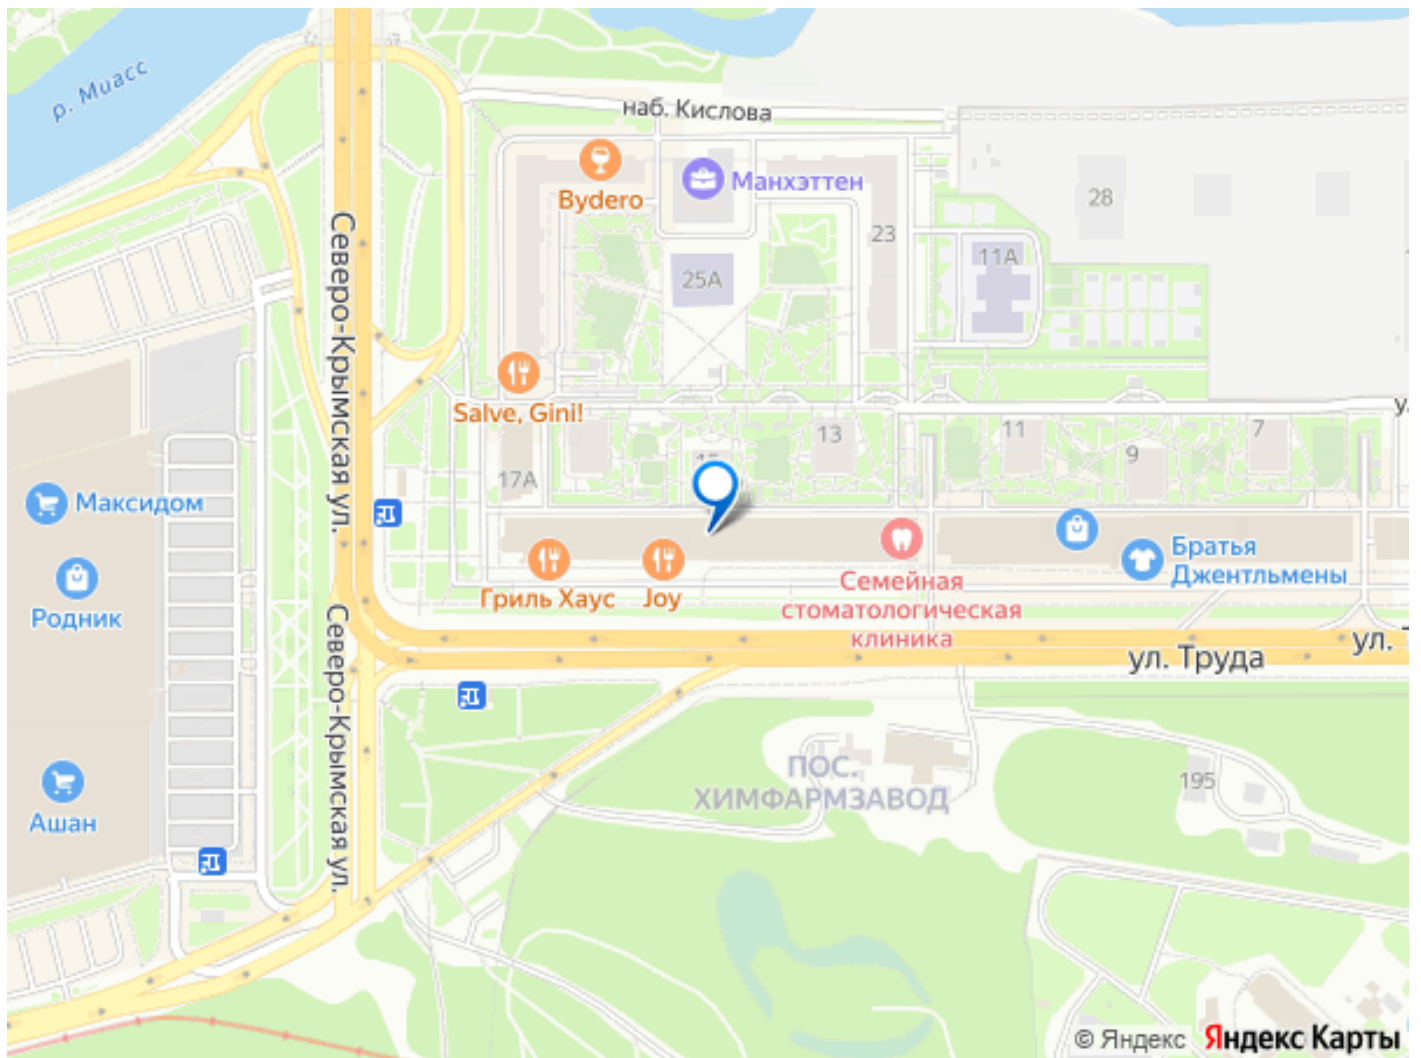 р. Миасс
наб. Кислова
Bydero
Манхэттен
28
23
11А
25А
Северо-Крымская ул.
Salve, Gini!
у
13
11
7
9
17А
Максидом
Родник
Гриль Хаус
Joy
Семейная
стоматологическая
клиника
Братья
Джентльмены
Северо-Крымская ул.
ул. Труда
ул.
ПОС.
ХИМФАРМЗАВОД
195
Ашан
© Яндекс Яндекс Карты